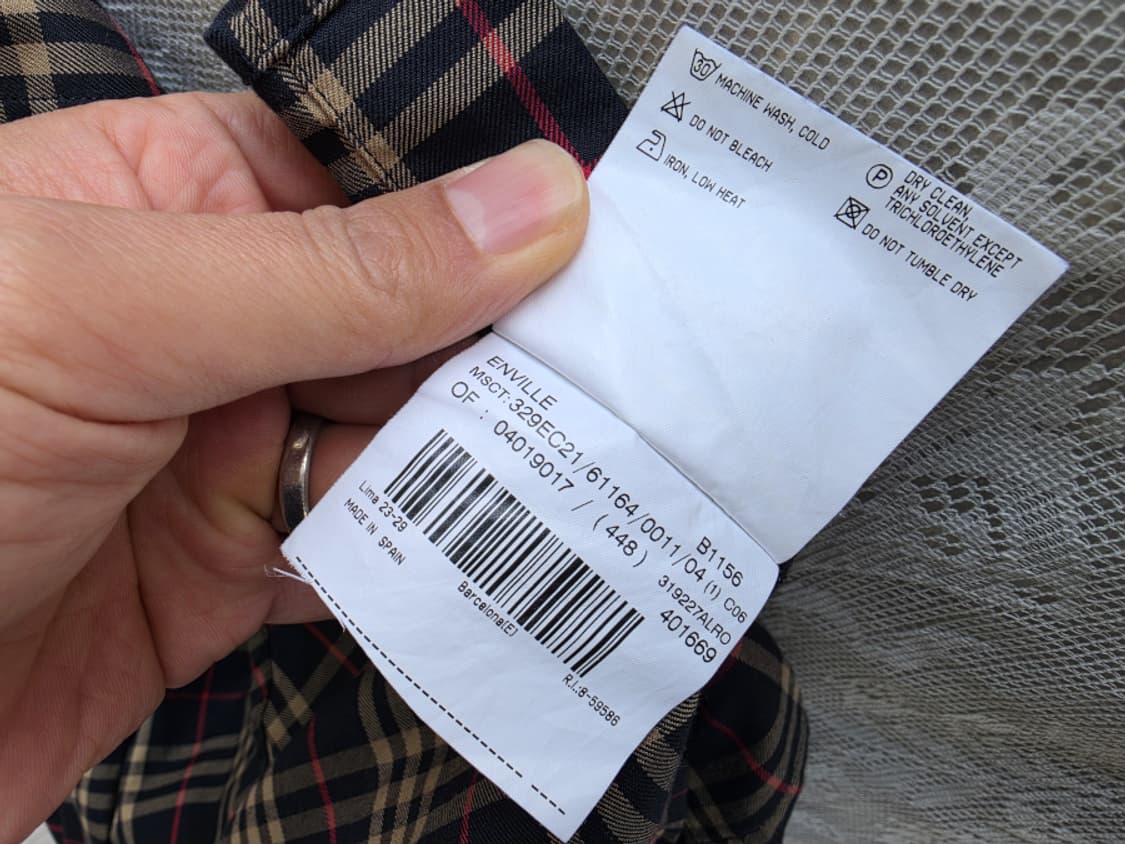 30 MACHINE WASH, COLD
DO NOT BLEACH
IRON, LOW HEAT
P DRY CLEAN,
ANY SOLVENT EXCEPT
TRICHLOROETHYLENE
DO NOT TUMBLE DRY
ENVILLE B1156
MSCT:329EC21/61164/0011/04 (1) C06
OF : 04019017 / ( 448 ) 319227ALRO
401669
Lima 23-29
MADE IN SPAIN
Barcelona(E)
R.I.:8-59586